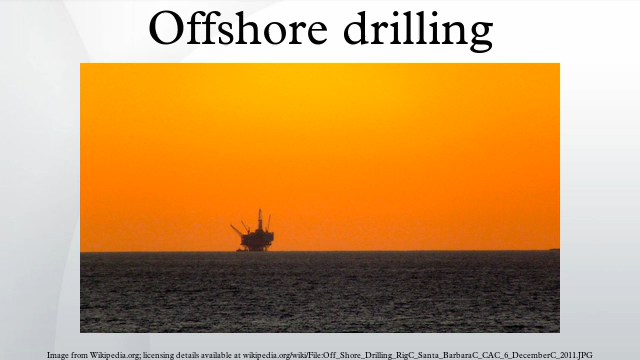 Offshore drilling
Image from Wikipedia.org; licensing details available at wikipedia.org/wiki/File:Off_Shore_Drilling_RigC_Santa_BarbaraC_CAC_6_DecemberC_2011.JPG